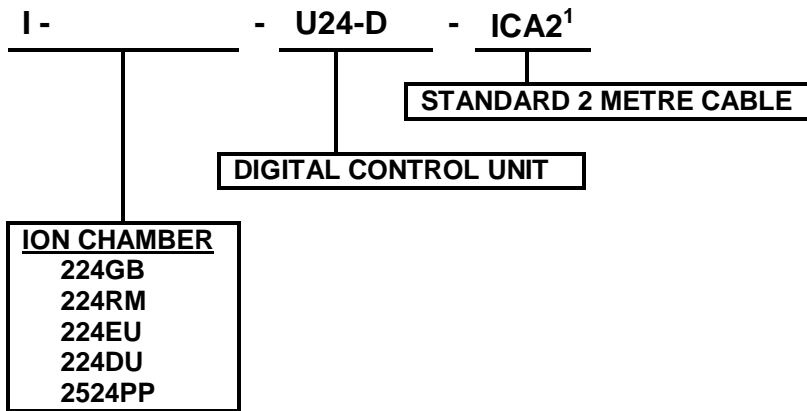 I - - U24-D - ICA2¹
STANDARD 2 METRE CABLE
DIGITAL CONTROL UNIT
ION CHAMBER
224GB
224RM
224EU
224DU
2524PP